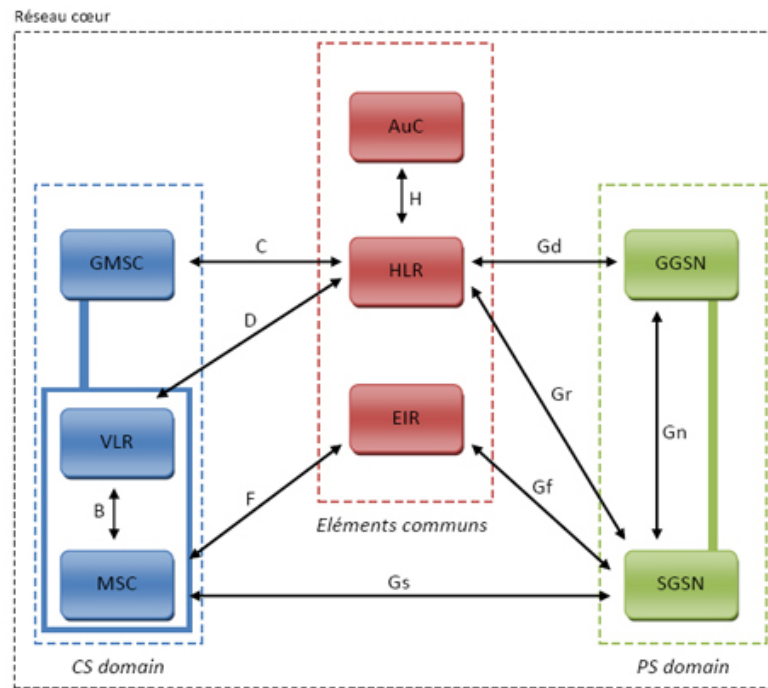 Réseau cœur
AuC
H
GMSC
C
HLR
Gd
GGSN
D
Gr
VLR
EIR
Gn
B
F
Gf
Eléments communs
MSC
Gs
SGSN
CS domain
PS domain